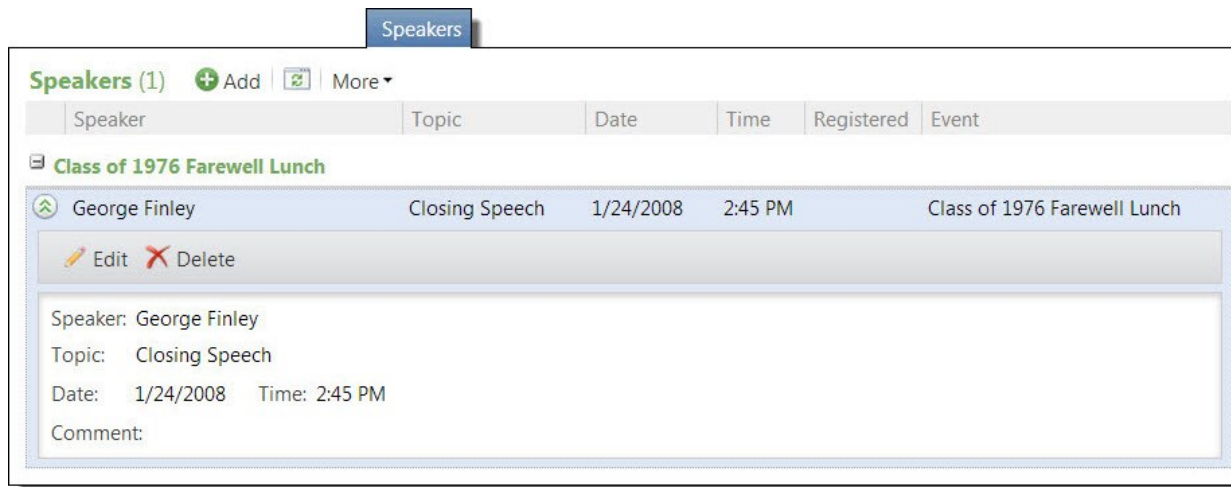 Speakers
Speakers (1) Add More
Speaker Topic Date Time Registered Event
Class of 1976 Farewell Lunch
George Finley Closing Speech 1/24/2008 2:45 PM Class of 1976 Farewell Lunch
Edit Delete
Speaker: George Finley
Topic: Closing Speech
Date: 1/24/2008 Time: 2:45 PM
Comment: